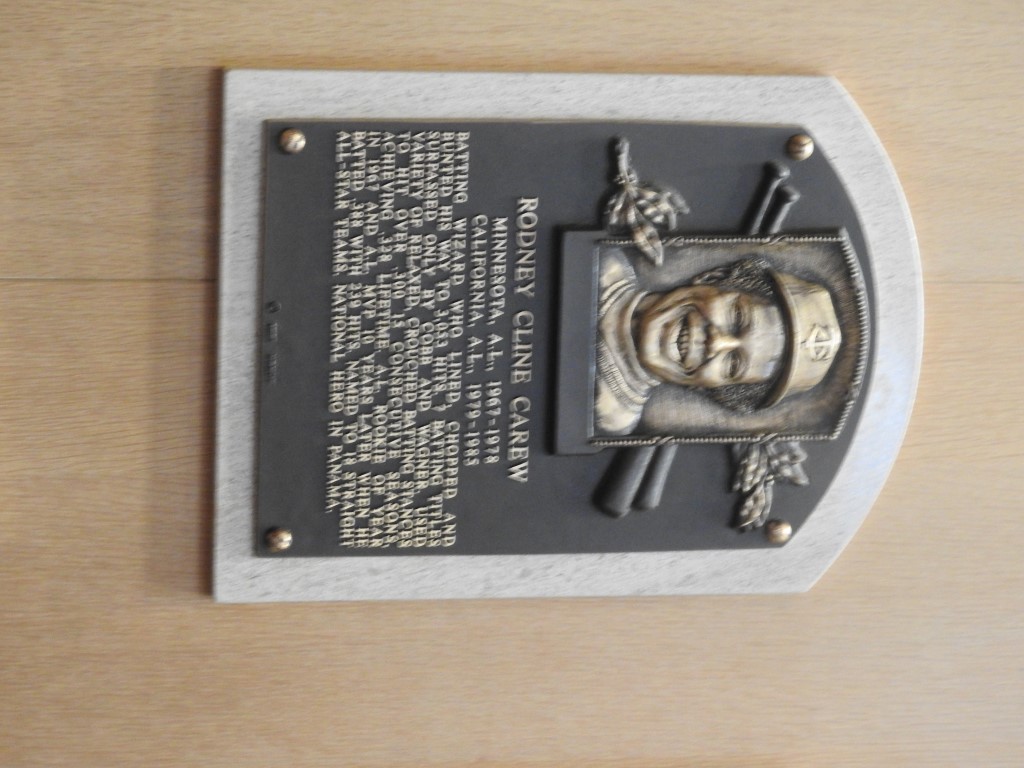 RODNEY CLINE CAREW
MINNESOTA, A.L., 1967-1978
CALIFORNIA, A.L., 1979-1985
BATTING WIZARD WHO LINED, CHOPPED AND
BUNTED HIS WAY TO 3,053 HITS, 7 BATTING TITLES
SURPASSED ONLY BY COBB AND WAGNER. USED
VARIETY OF RELAXED, CROUCHED BATTING STANCES
TO HIT OVER .300 15 CONSECUTIVE SEASONS,
ACHIEVING .328 LIFETIME. A.L. ROOKIE OF YEAR
IN 1967 AND A.L. MVP 10 YEARS LATER WHEN HE
BATTED .388 WITH 239 HITS. NAMED TO 18 STRAIGHT
ALL-STAR TEAMS. NATIONAL HERO IN PANAMA.